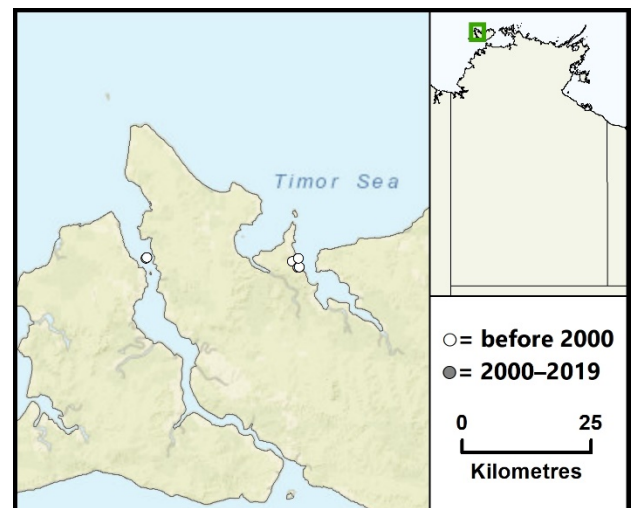 Timor Sea
= before 2000
= 2000–2019
0 25
Kilometres